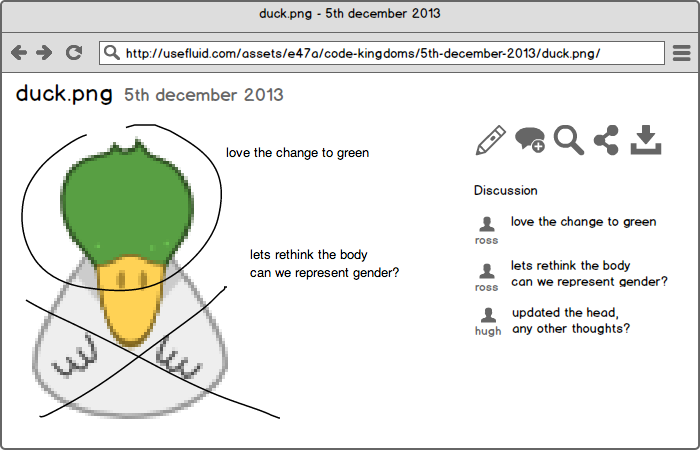 duck.png - 5th december 2013
http://usefluid.com/assets/e47a/code-kingdoms/5th-december-2013/duck.png/
duck.png 5th december 2013
love the change to green
lets rethink the body
can we represent gender?
Discussion
ross
love the change to green
ross
lets rethink the body
can we represent gender?
hugh
updated the head,
any other thoughts?